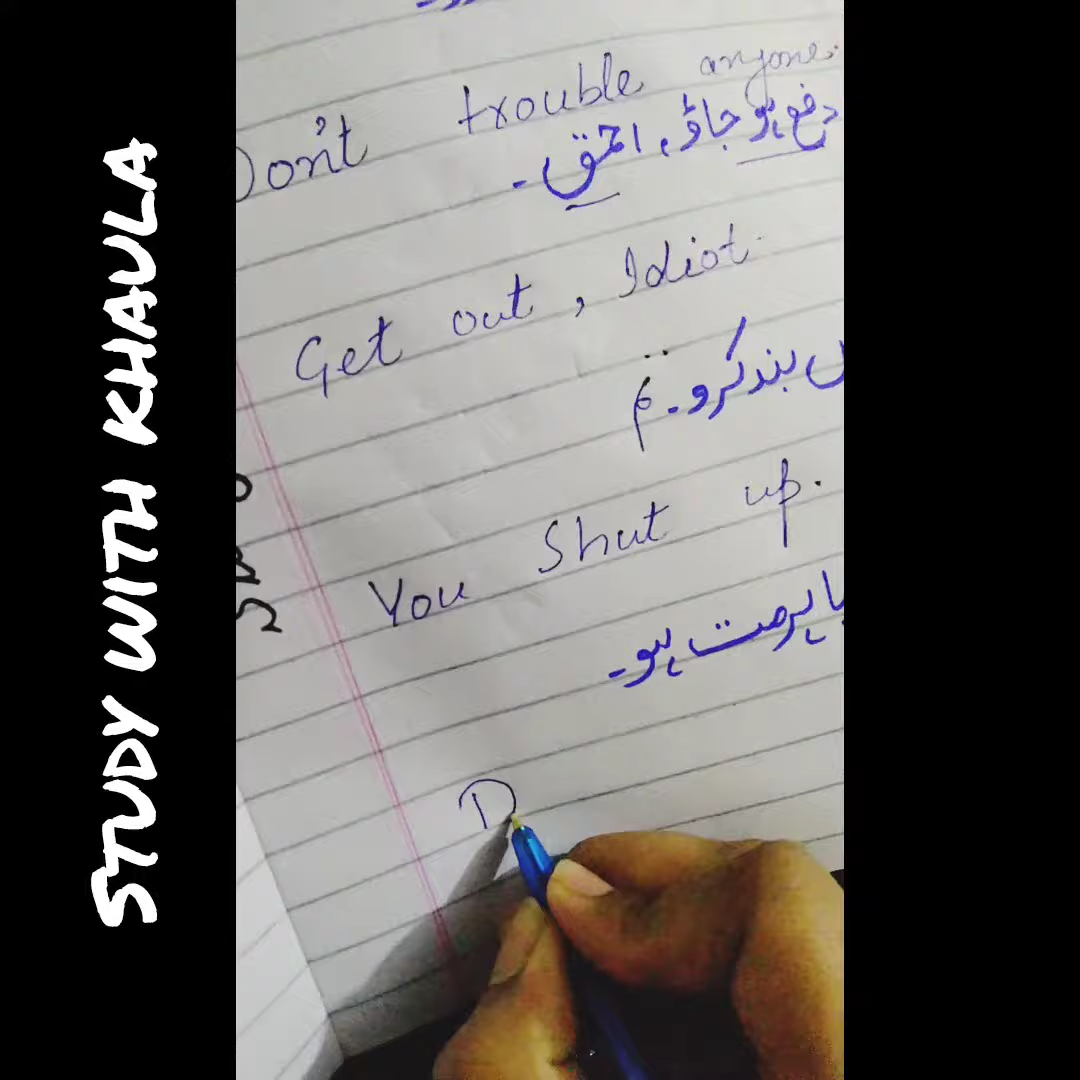 STUDY WITH KHAULA
Don't trouble anyone.
دفع ہو جاؤ، احمق ۔
Get out, Idiot.
بند کرو۔ تم
You Shut up.
مت ہو۔
D